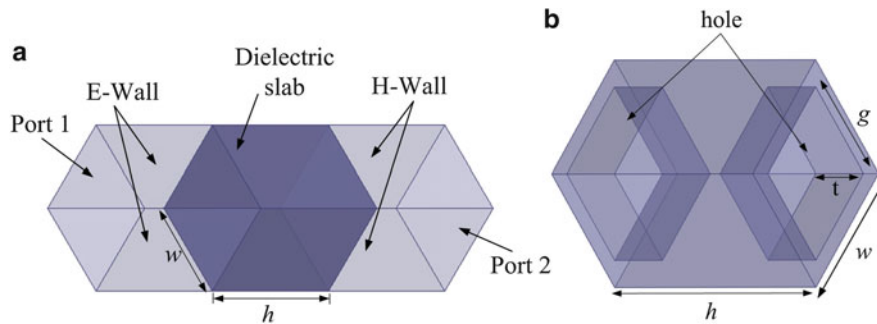 a
Dielectric
slab
E-Wall
H-Wall
Port 1
w
Port 2
h
b
hole
g
t
w
h